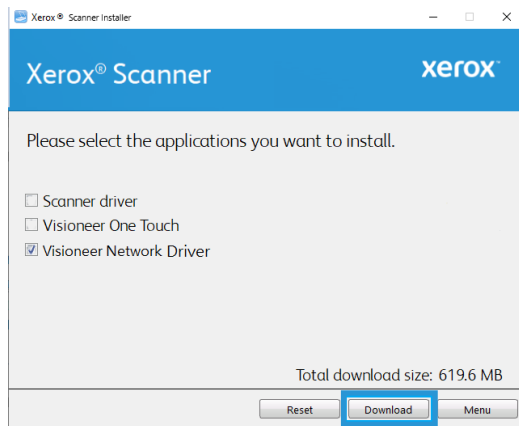 Xerox® Scanner Installer
Xerox® Scanner
xerox™
Please select the applications you want to install.
Scanner driver
Visioneer One Touch
Visioneer Network Driver
Total download size: 619.6 MB
Reset
Download
Menu